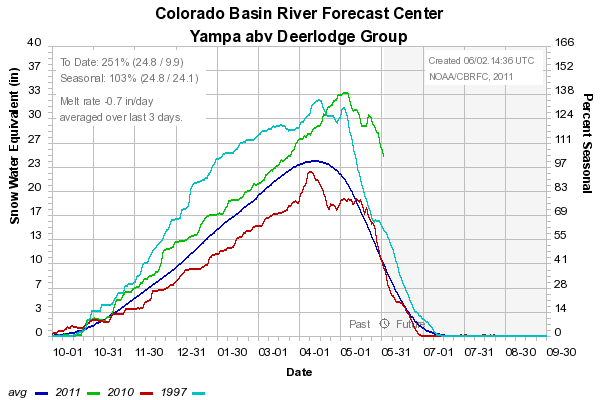 Colorado Basin River Forecast Center
Yampa abv Deerlodge Group
To Date: 251% (24.8 / 9.9)
Seasonal: 103% (24.8 / 24.1)
Melt rate -0.7 in/day
averaged over last 3 days.
Created 06/02.14:36 UTC
NOAA/CBRFC, 2011
Snow Water Equivalent (in)
40
37
33
30
27
23
20
17
13
10
7
3
0
Percent Seasonal
166
152
138
124
111
97
83
69
55
41
28
14
0
Past Future
10-01 10-31 11-30 12-31 01-30 03-01 04-01 05-01 05-31 07-01 07-31 08-30 09-30
Date
avg 2011 2010 1997